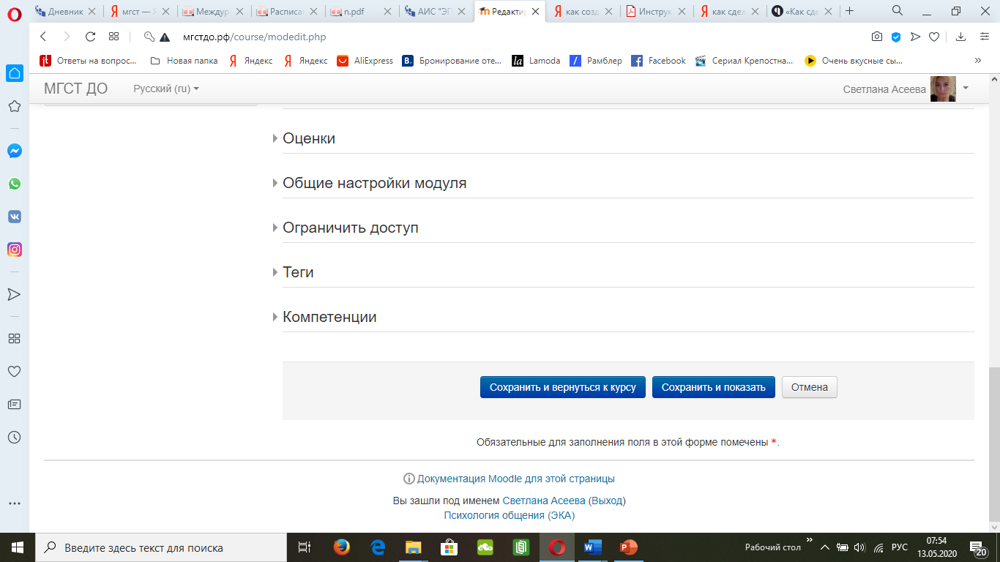 Дневник
мгст —
Междур
Расписан
n.pdf
АИС "ЭП
Редакти
как созд
Инструк
как сдел
«Как сде
мгстдо.рф/course/modedit.php
Ответы на вопрос...
Новая папка
Яндекс
Яндекс
AliExpress
Бронирование оте...
Lamoda
Рамблер
Facebook
Сериал Крепостна...
Очень вкусные сы...
МГСТ ДО
Русский (ru)
Светлана Асеева
Оценки
Общие настройки модуля
Ограничить доступ
Теги
Компетенции
Сохранить и вернуться к курсу
Сохранить и показать
Отмена
Обязательные для заполнения поля в этой форме помечены *.
Документация Moodle для этой страницы
Вы зашли под именем Светлана Асеева (Выход)
Психология общения (ЭКА)
Введите здесь текст для поиска
Рабочий стол
РУС
07:54
13.05.2020
20